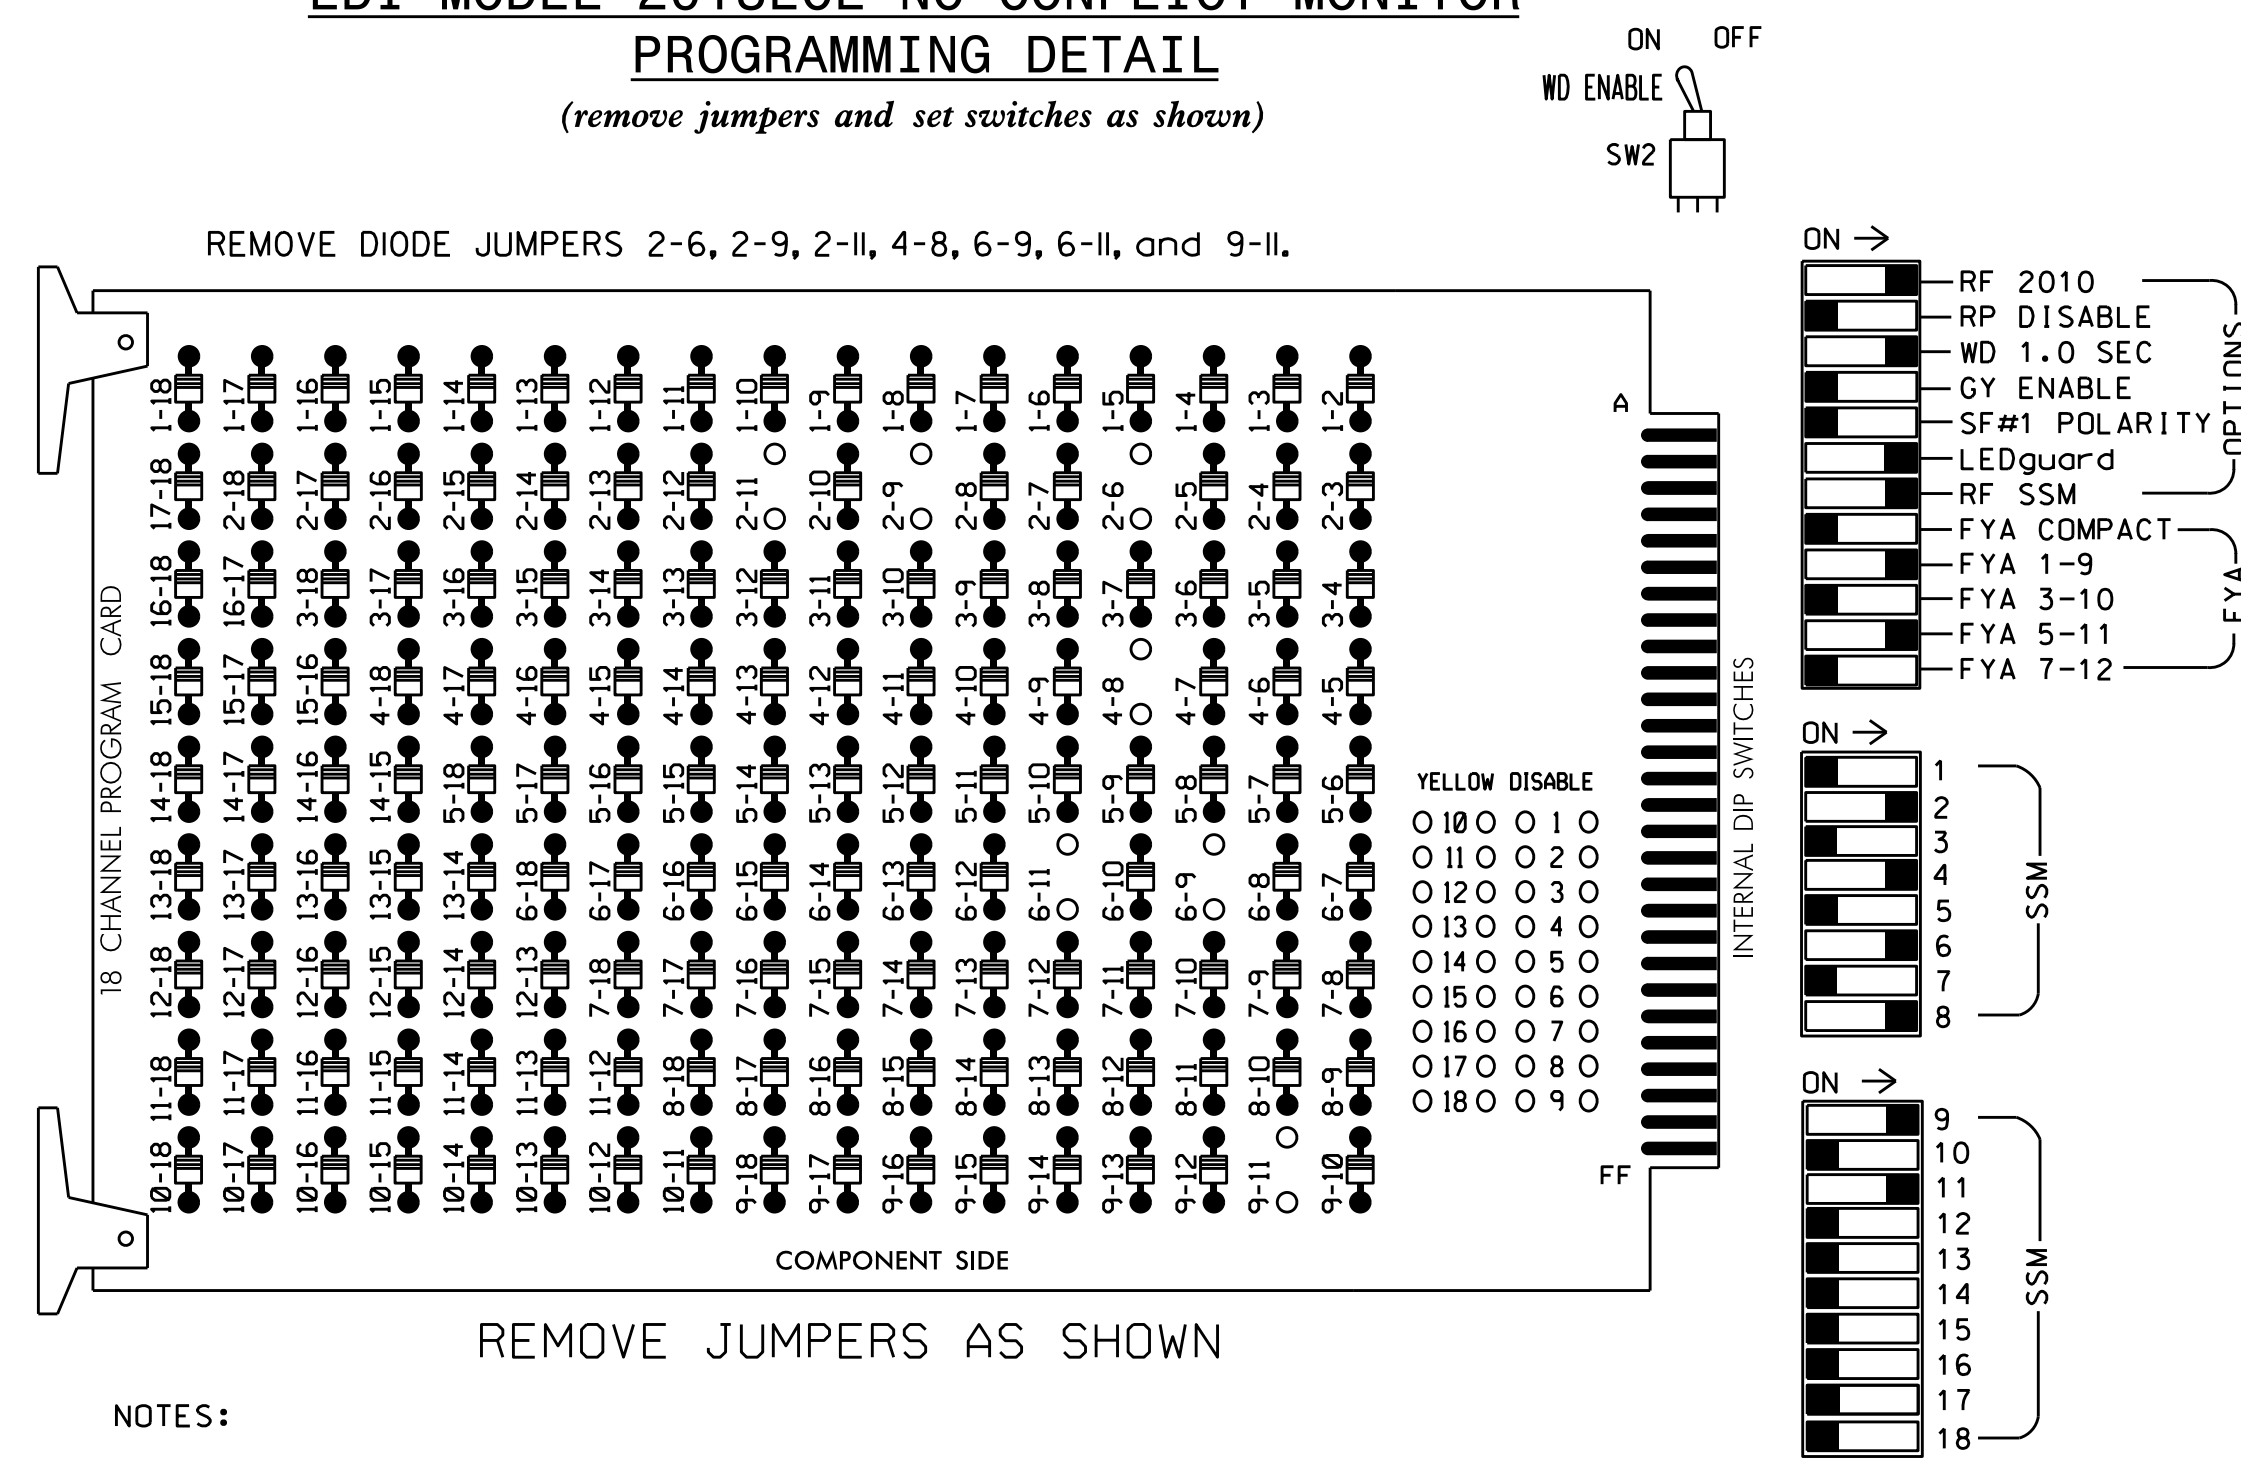 PROGRAMMING DETAIL
(remove jumpers and set switches as shown)
ON OFF
WD ENABLE
SW2
REMOVE DIODE JUMPERS 2-6, 2-9, 2-11, 4-8, 6-9, 6-11, and 9-11.
18 CHANNEL PROGRAM CARD
1-18 1-17 1-16 1-15 1-14 1-13 1-12 1-11 1-10 1-9 1-8 1-7 1-6 1-5 1-4 1-3 1-2
17-18 2-18 2-17 2-16 2-15 2-14 2-13 2-12 2-11 2-10 2-9 2-8 2-7 2-6 2-5 2-4 2-3
16-18 16-17 3-18 3-17 3-16 3-15 3-14 3-13 3-12 3-11 3-10 3-9 3-8 3-7 3-6 3-5 3-4
15-18 15-17 15-16 4-18 4-17 4-16 4-15 4-14 4-13 4-12 4-11 4-10 4-9 4-8 4-7 4-6 4-5
14-18 14-17 14-16 14-15 5-18 5-17 5-16 5-15 5-14 5-13 5-12 5-11 5-10 5-9 5-8 5-7 5-6
13-18 13-17 13-16 13-15 13-14 6-18 6-17 6-16 6-15 6-14 6-13 6-12 6-11 6-10 6-9 6-8 6-7
12-18 12-17 12-16 12-15 12-14 12-13 7-18 7-17 7-16 7-15 7-14 7-13 7-12 7-11 7-10 7-9 7-8
11-18 11-17 11-16 11-15 11-14 11-13 11-12 8-18 8-17 8-16 8-15 8-14 8-13 8-12 8-11 8-10 8-9
10-18 10-17 10-16 10-15 10-14 10-13 10-12 10-11 9-18 9-17 9-16 9-15 9-14 9-13 9-12 9-11 9-10
YELLOW DISABLE
10 1
11 2
12 3
13 4
14 5
15 6
16 7
17 8
18 9
A
FF
COMPONENT SIDE
REMOVE JUMPERS AS SHOWN
NOTES:
INTERNAL DIP SWITCHES
ON
RF 2010
RP DISABLE
WD 1.0 SEC
GY ENABLE
SF#1 POLARITY
LEDguard
RF SSM
FYA COMPACT
FYA 1-9
FYA 3-10
FYA 5-11
FYA 7-12
OPTIONS
FYA
ON
1
2
3
4
5
6
7
8
SSM
ON
9
10
11
12
13
14
15
16
17
18
SSM